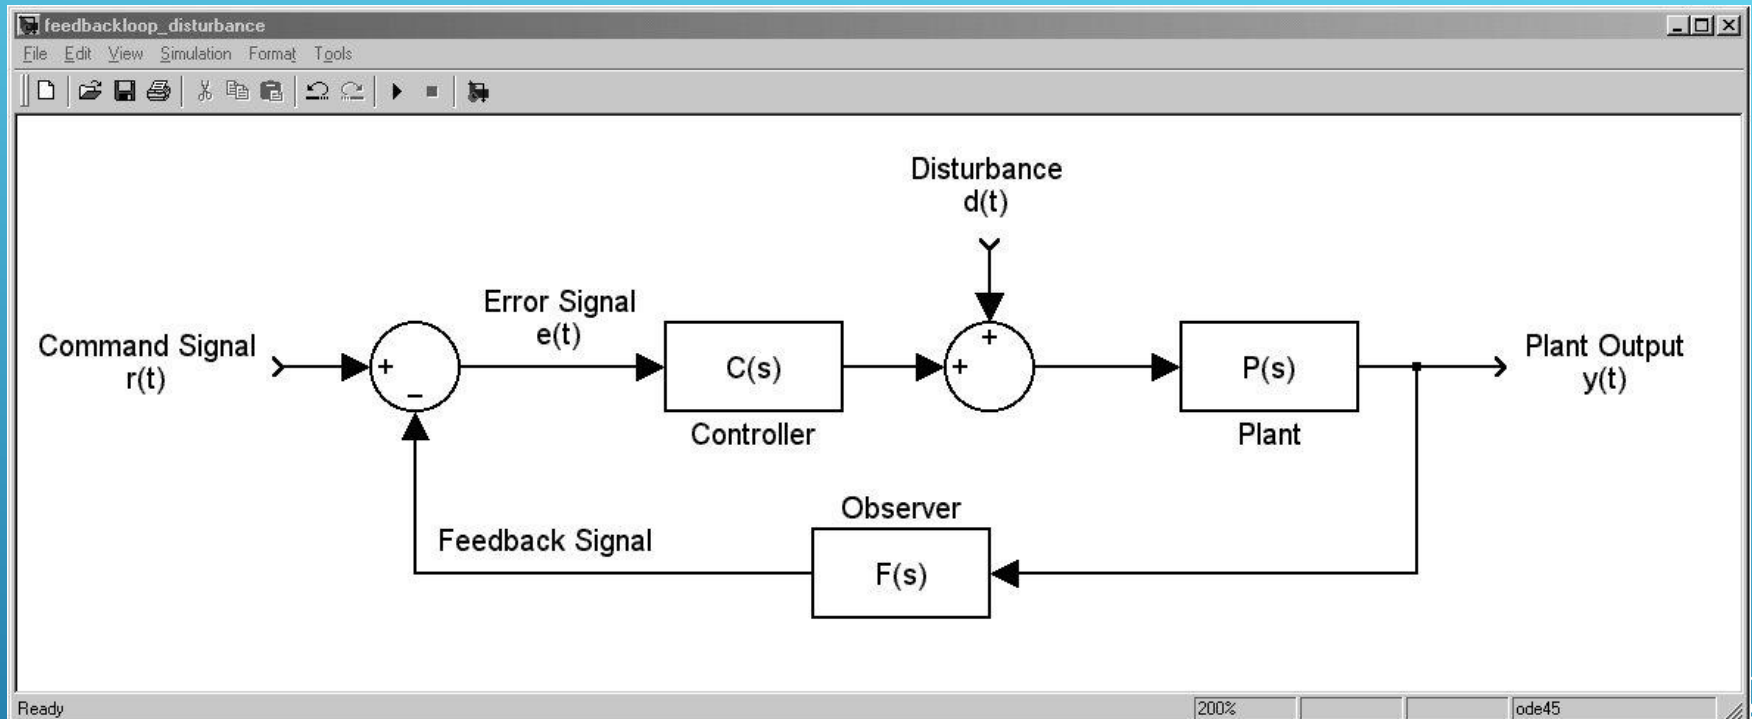 feedbackloop_disturbance
File Edit View Simulation Format Tools
Disturbance
d(t)
Error Signal
e(t)
Command Signal
r(t)
+
−
C(s)
Controller
+
+
P(s)
Plant
Plant Output
y(t)
Observer
F(s)
Feedback Signal
Ready 200% ode45